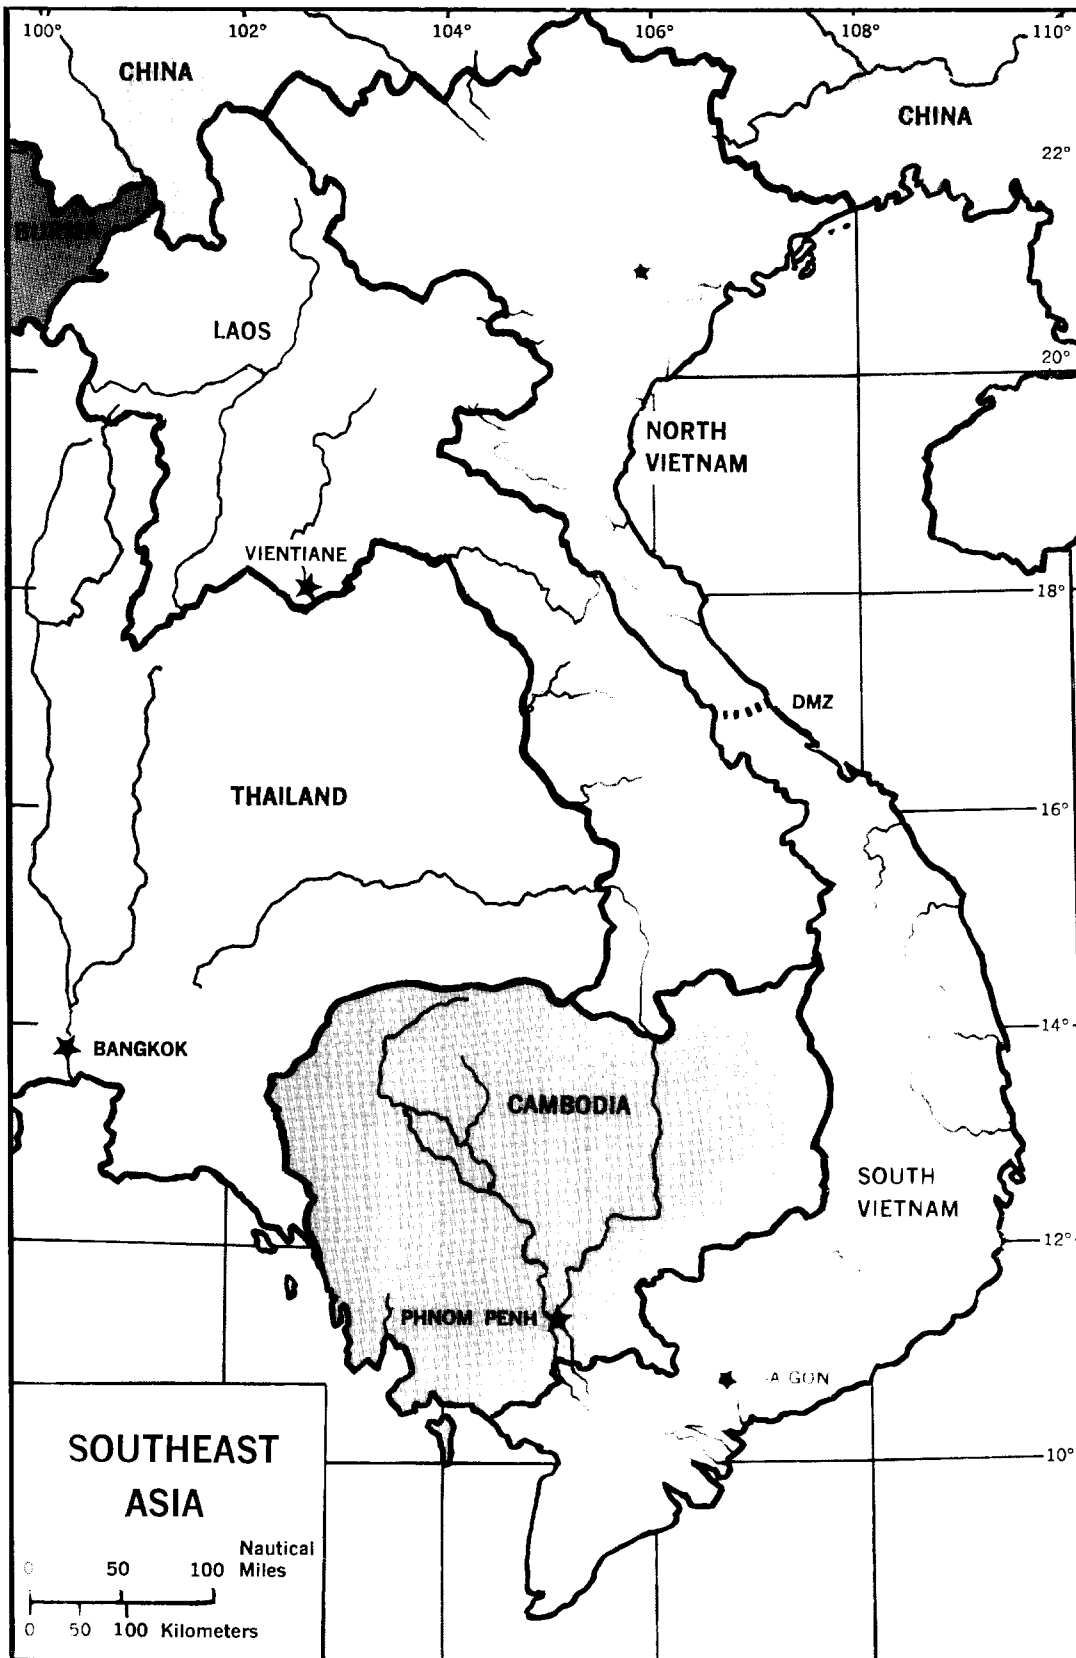 100° 102° 104° 106° 108° 110°
CHINA
CHINA
22°
BURMA
LAOS
20°
NORTH
VIETNAM
VIENTIANE
18°
DMZ
THAILAND
16°
14°
BANGKOK
CAMBODIA
SOUTH
VIETNAM
12°
PHNOM PENH
A GON
10°
SOUTHEAST
ASIA
Nautical
0 50 100 Miles
0 50 100 Kilometers